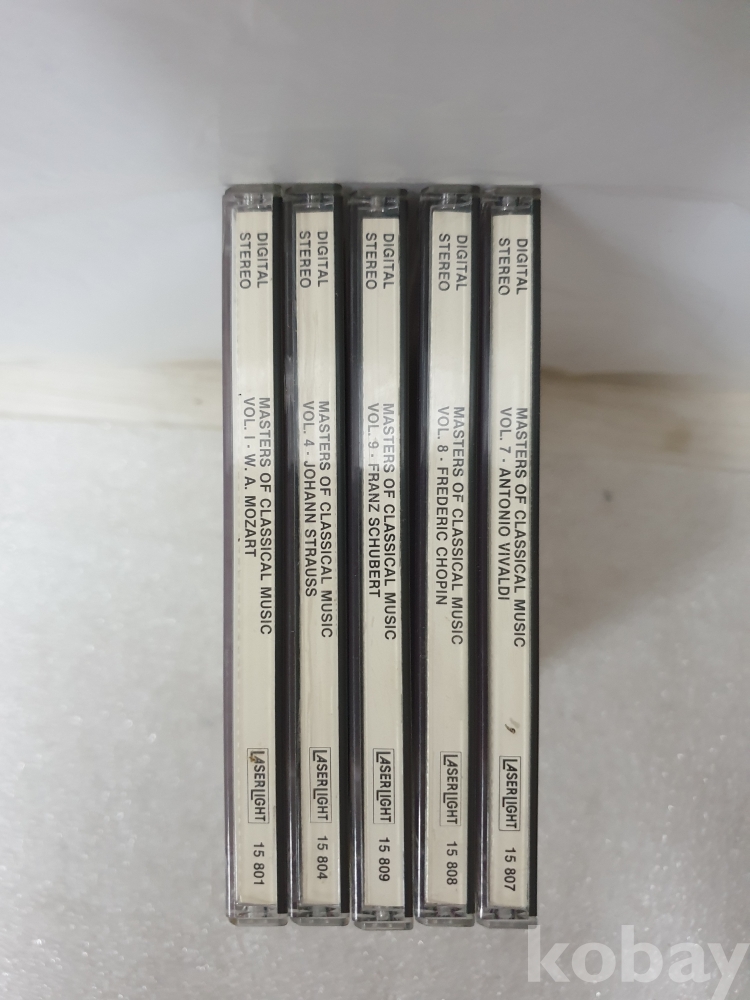 DIGITAL
STEREO
MASTERS OF CLASSICAL MUSIC
VOL. I · W. A. MOZART
LASERLIGHT
15 801
DIGITAL
STEREO
MASTERS OF CLASSICAL MUSIC
VOL. 4 · JOHANN STRAUSS
LASERLIGHT
15 804
DIGITAL
STEREO
MASTERS OF CLASSICAL MUSIC
VOL. 9 · FRANZ SCHUBERT
LASERLIGHT
15 809
DIGITAL
STEREO
MASTERS OF CLASSICAL MUSIC
VOL. 8 · FREDERIC CHOPIN
LASERLIGHT
15 808
DIGITAL
STEREO
MASTERS OF CLASSICAL MUSIC
VOL. 7 · ANTONIO VIVALDI
LASERLIGHT
15 807
kobay